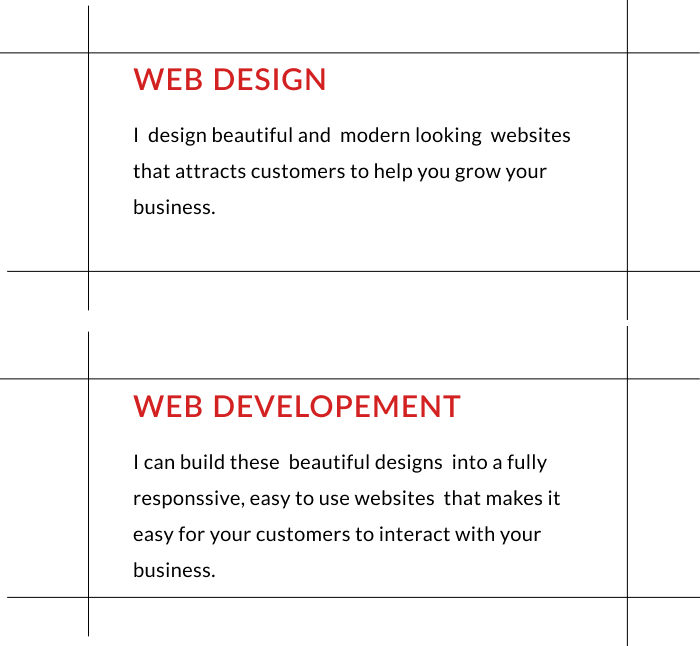 WEB DESIGN
I design beautiful and modern looking websites
that attracts customers to help you grow your
business.
WEB DEVELOPEMENT
I can build these beautiful designs into a fully
responssive, easy to use websites that makes it
easy for your customers to interact with your
business.